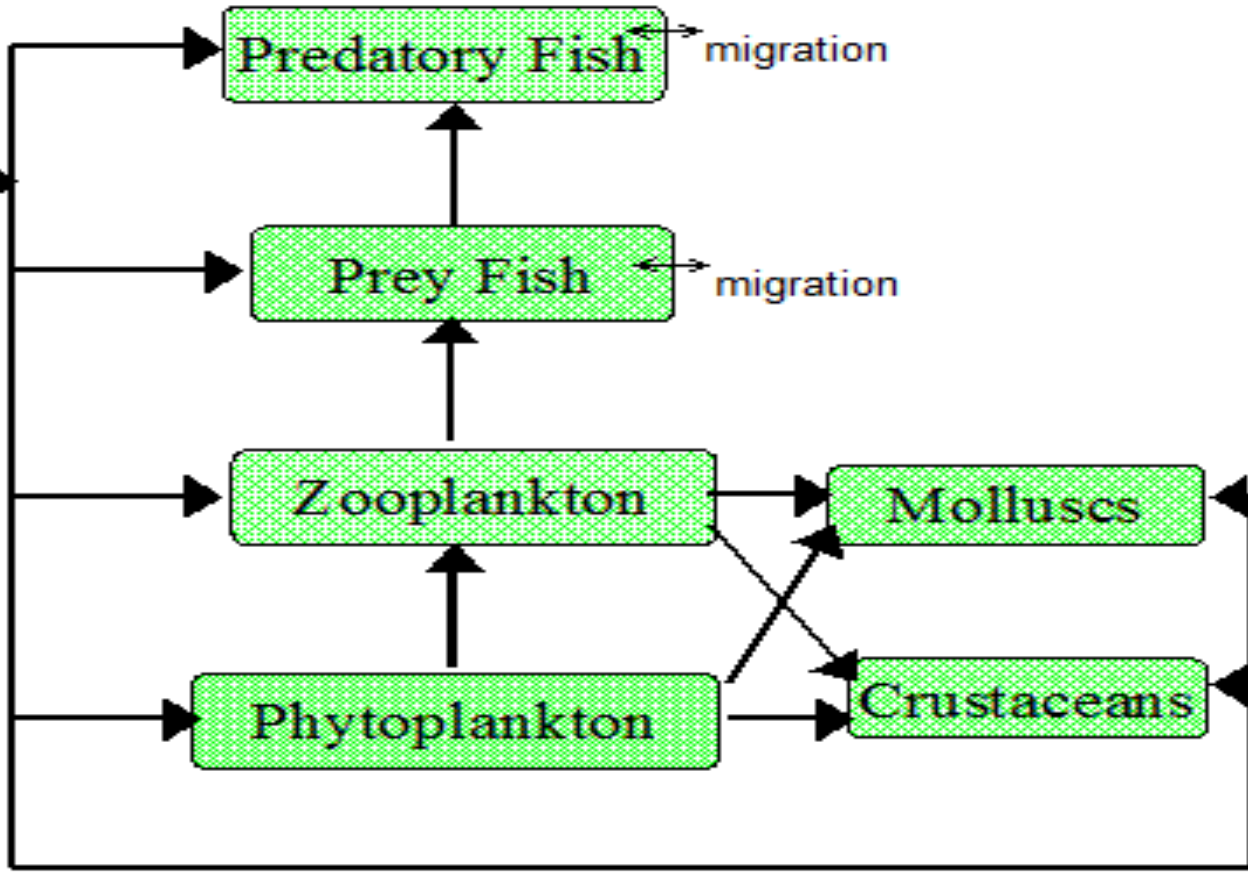 Predatory Fish
migration
Prey Fish
migration
Zooplankton
Molluscs
Phytoplankton
Crustaceans